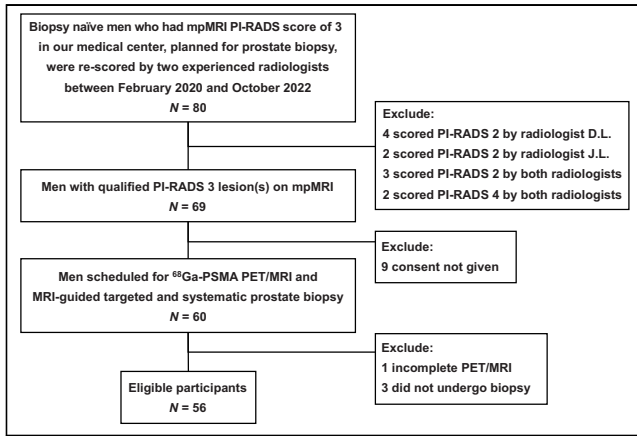 Biopsy naïve men who had mpMRI PI-RADS score of 3
in our medical center, planned for prostate biopsy,
were re-scored by two experienced radiologists
between February 2020 and October 2022
N = 80
Exclude:
4 scored PI-RADS 2 by radiologist D.L.
2 scored PI-RADS 2 by radiologist J.L.
3 scored PI-RADS 2 by both radiologists
2 scored PI-RADS 4 by both radiologists
Men with qualified PI-RADS 3 lesion(s) on mpMRI
N = 69
Exclude:
9 consent not given
Men scheduled for ⁶⁸Ga-PSMA PET/MRI and
MRI-guided targeted and systematic prostate biopsy
N = 60
Exclude:
1 incomplete PET/MRI
3 did not undergo biopsy
Eligible participants
N = 56